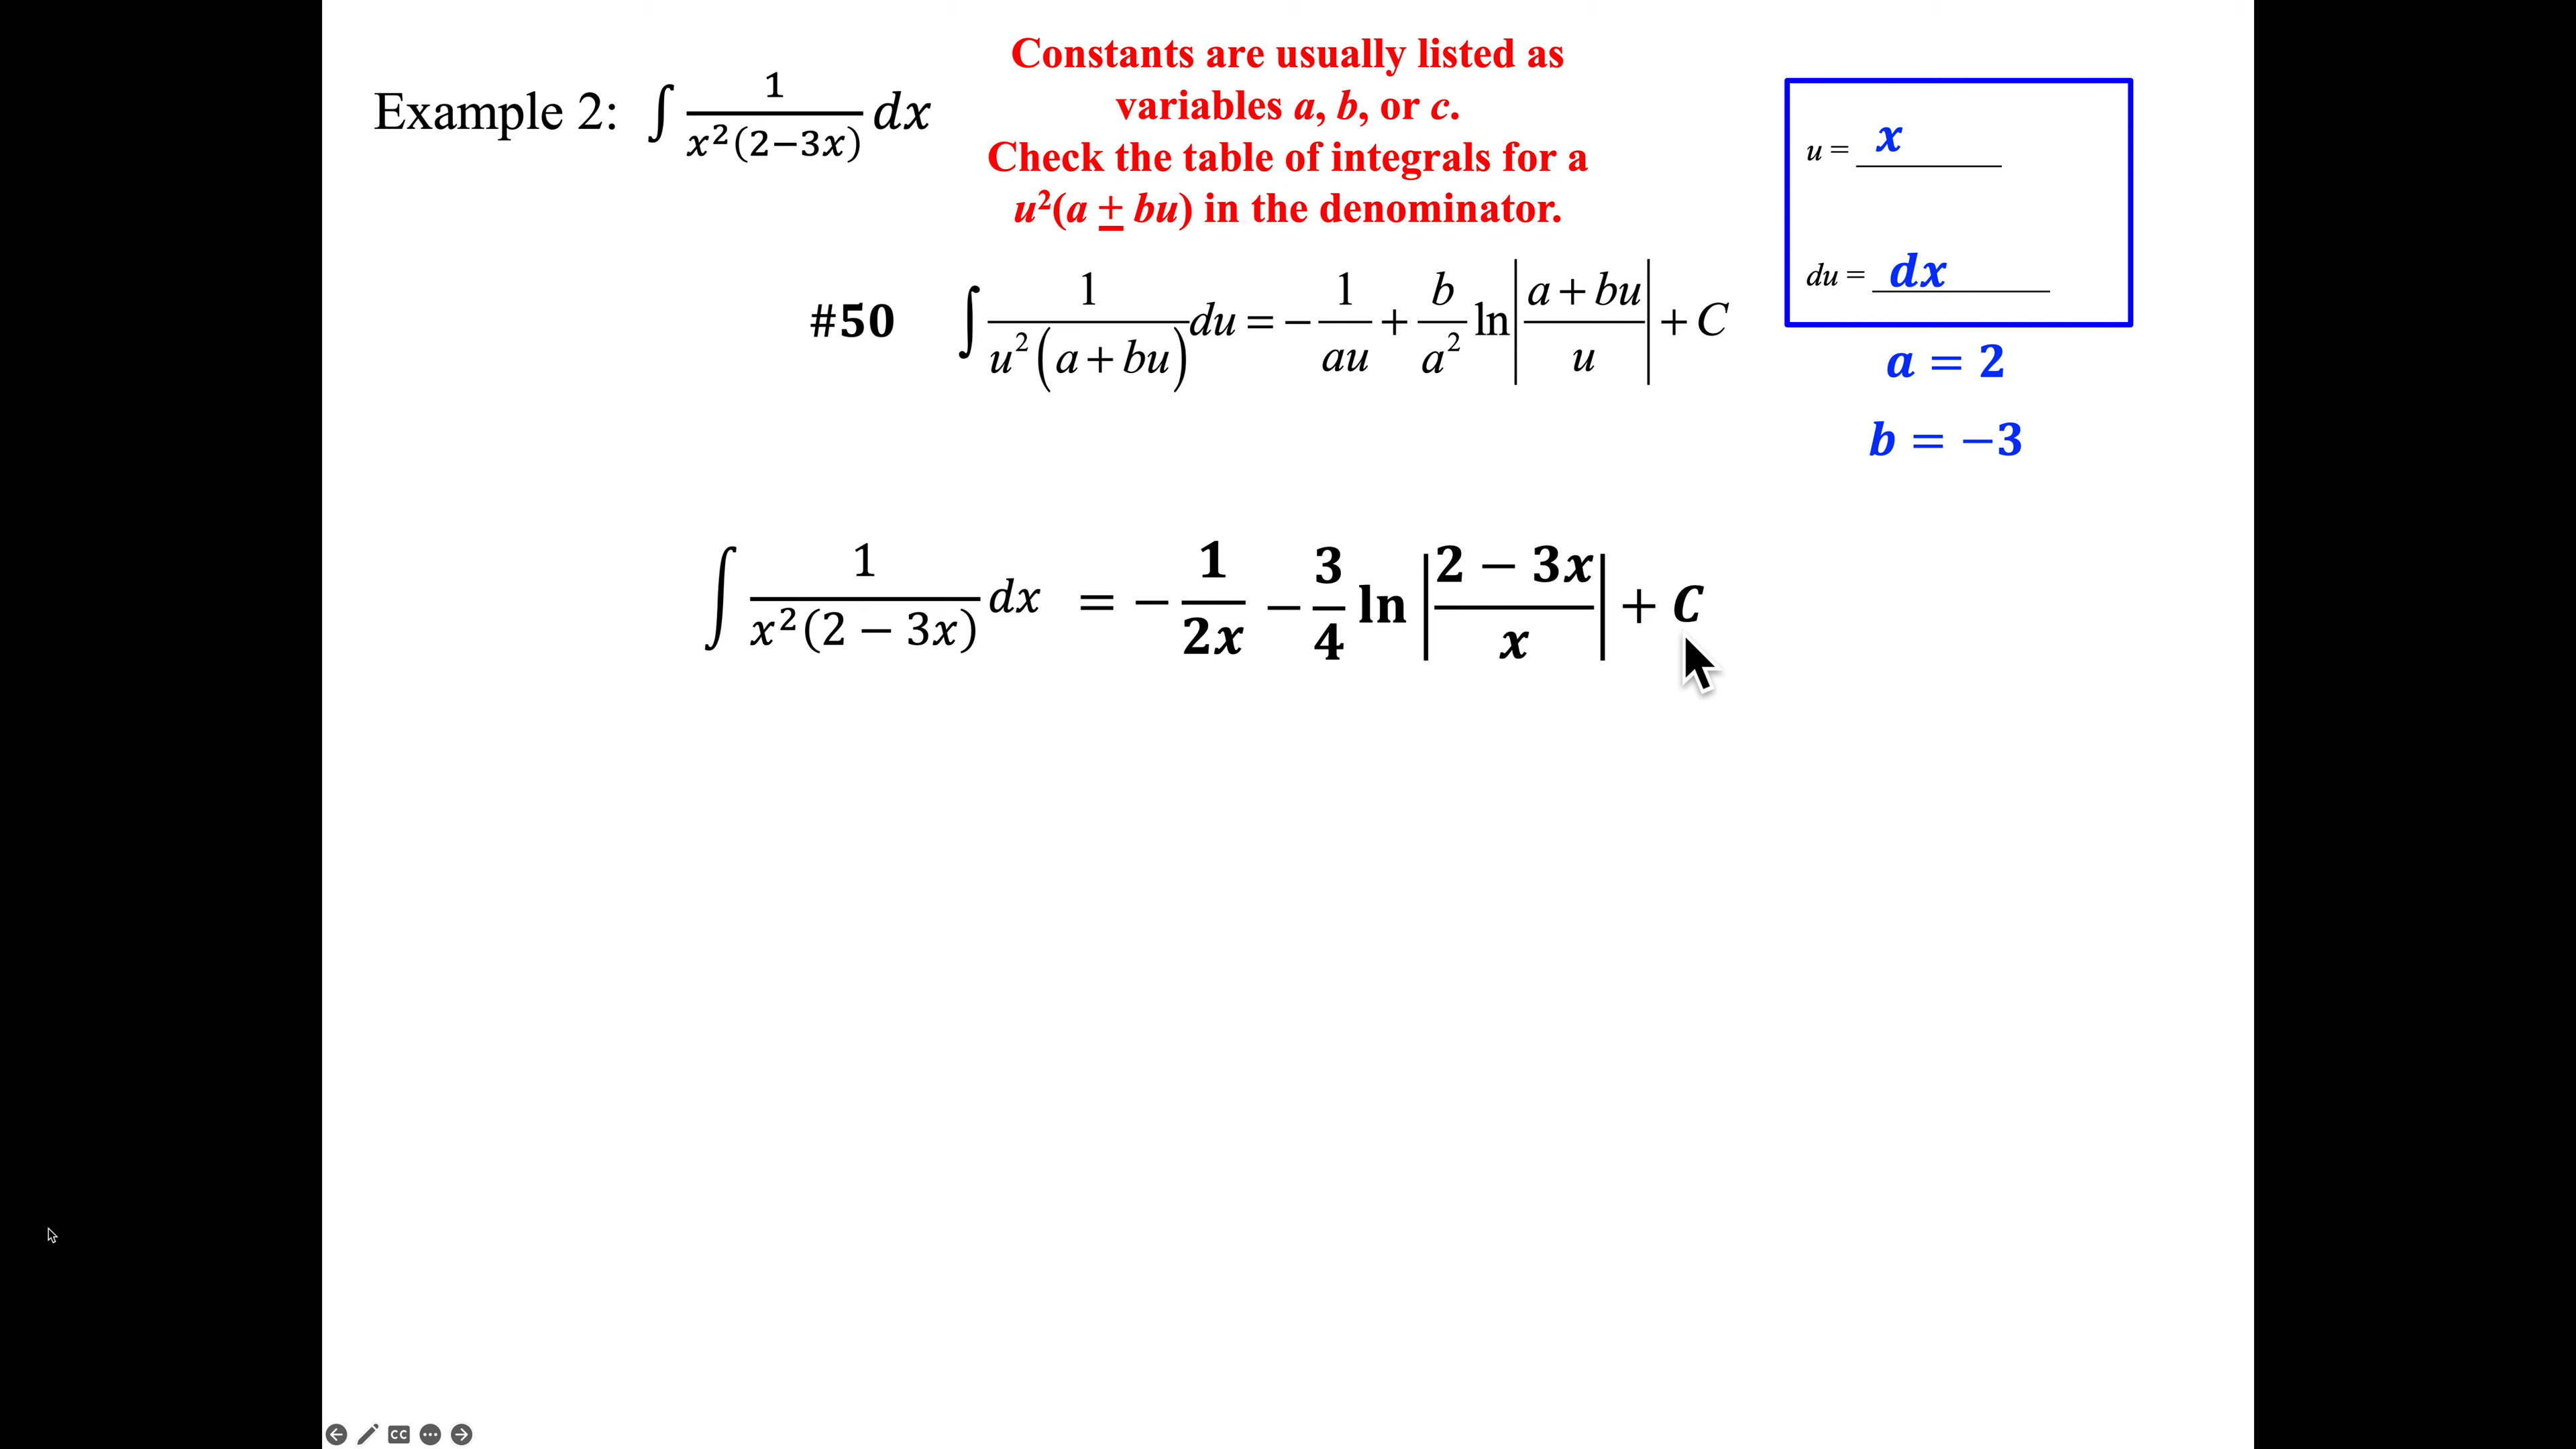 Example 2: ∫ 1/(x²(2−3x)) dx
Constants are usually listed as
variables a, b, or c.
Check the table of integrals for a
u²(a ± bu) in the denominator.
u = x
du = dx
#50 ∫ 1/(u²(a + bu)) du = − 1/(au) + b/a² ln|(a + bu)/u| + C
a = 2
b = −3
∫ 1/(x²(2 − 3x)) dx = − 1/(2x) − 3/4 ln|(2 − 3x)/x| + C
CC